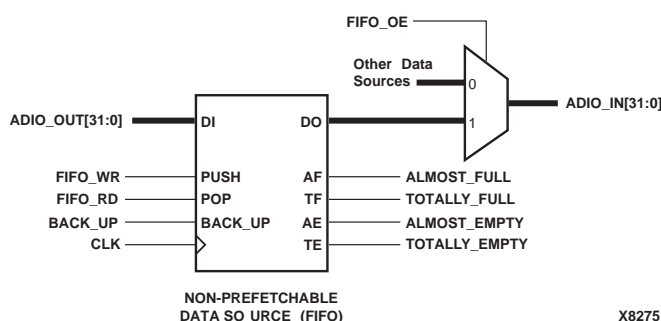 FIFO_OE
Other Data
Sources
0
ADIO_IN[31:0]
ADIO_OUT[31:0]
DI
DO
1
FIFO_WR
PUSH
AF
ALMOST_FULL
FIFO_RD
POP
TF
TOTALLY_FULL
BACK_UP
BACK_UP
AE
ALMOST_EMPTY
CLK
TE
TOTALLY_EMPTY
NON-PREFETCHABLE
DATA SO URCE (FIFO)
X8275